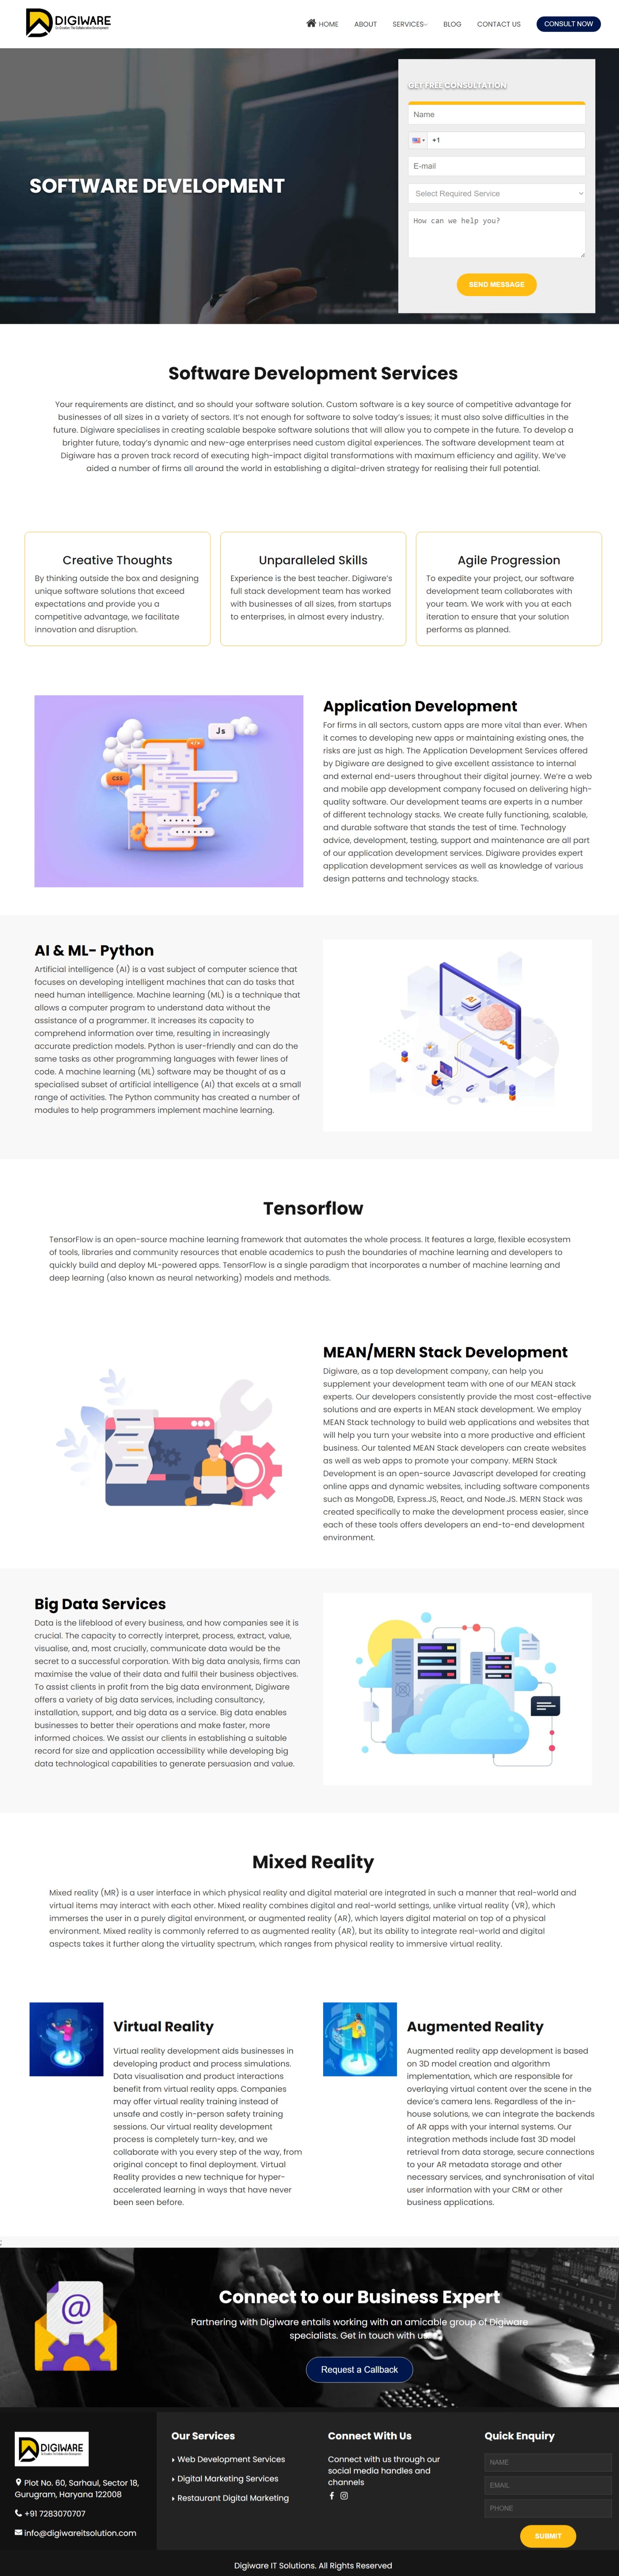 DIGIWARE
HOME
ABOUT
SERVICES
BLOG
CONTACT US
CONSULT NOW
SOFTWARE DEVELOPMENT
GET FREE CONSULTATION
Name
+1
E-mail
Select Required Service
How can we help you?
SEND MESSAGE
Software Development Services
Your requirements are distinct, and so should your software solution. Custom software is a key source of competitive advantage for
businesses of all sizes in a variety of sectors. It's not enough for software to solve today's issues; it must also solve difficulties in the
future. Digiware specialises in creating scalable bespoke software solutions that will allow you to compete in the future. To develop a
brighter future, today's dynamic and new-age enterprises need custom digital experiences. The software development team at
Digiware has a proven track record of executing high-impact digital transformations with maximum efficiency and agility. We've
aided a number of firms all around the world in establishing a digital-driven strategy for realising their full potential.
Creative Thoughts
By thinking outside the box and designing
unique software solutions that exceed
expectations and provide you a
competitive advantage, we facilitate
innovation and disruption.
Unparalleled Skills
Experience is the best teacher. Digiware's
full stack development team has worked
with businesses of all sizes, from startups
to enterprises, in almost every industry.
Agile Progression
To expedite your project, our software
development team collaborates with
your team. We work with you at each
iteration to ensure that your solution
performs as planned.
Js
</>
CSS
Application Development
For firms in all sectors, custom apps are more vital than ever. When
it comes to developing new apps or maintaining existing ones, the
risks are just as high. The Application Development Services offered
by Digiware are designed to give excellent assistance to internal
and external end-users throughout their digital journey. We're a web
and mobile app development company focused on delivering high-
quality software. Our development teams are experts in a number
of different technology stacks. We create fully functioning, scalable,
and durable software that stands the test of time. Technology
advice, development, testing, support and maintenance are all part
of our application development services. Digiware provides expert
application development services as well as knowledge of various
design patterns and technology stacks.
AI & ML- Python
Artificial intelligence (AI) is a vast subject of computer science that
focuses on developing intelligent machines that can do tasks that
need human intelligence. Machine learning (ML) is a technique that
allows a computer program to understand data without the
assistance of a programmer. It increases its capacity to
comprehend information over time, resulting in increasingly
accurate prediction models. Python is user-friendly and can do the
same tasks as other programming languages with fewer lines of
code. A machine learning (ML) software may be thought of as a
specialised subset of artificial intelligence (AI) that excels at a small
range of activities. The Python community has created a number of
modules to help programmers implement machine learning.
Tensorflow
TensorFlow is an open-source machine learning framework that automates the whole process. It features a large, flexible ecosystem
of tools, libraries and community resources that enable academics to push the boundaries of machine learning and developers to
quickly build and deploy ML-powered apps. TensorFlow is a single paradigm that incorporates a number of machine learning and
deep learning (also known as neural networking) models and methods.
MEAN/MERN Stack Development
Digiware, as a top development company, can help you
supplement your development team with one of our MEAN stack
experts. Our developers consistently provide the most cost-effective
solutions and are experts in MEAN stack development. We employ
MEAN Stack technology to build web applications and websites that
will help you turn your website into a more productive and efficient
business. Our talented MEAN Stack developers can create websites
as well as web apps to promote your company. MERN Stack
Development is an open-source Javascript developed for creating
online apps and dynamic websites, including software components
such as MongoDB, Express.JS, React, and Node.JS. MERN Stack was
created specifically to make the development process easier, since
each of these tools offers developers an end-to-end development
environment.
Big Data Services
Data is the lifeblood of every business, and how companies see it is
crucial. The capacity to correctly interpret, process, extract, value,
visualise, and, most crucially, communicate data would be the
secret to a successful corporation. With big data analysis, firms can
maximise the value of their data and fulfil their business objectives.
To assist clients in profit from the big data environment, Digiware
offers a variety of big data services, including consultancy,
installation, support, and big data as a service. Big data enables
businesses to better their operations and make faster, more
informed choices. We assist our clients in establishing a suitable
record for size and application accessibility while developing big
data technological capabilities to generate persuasion and value.
Mixed Reality
Mixed reality (MR) is a user interface in which physical reality and digital material are integrated in such a manner that real-world and
virtual items may interact with each other. Mixed reality combines digital and real-world settings, unlike virtual reality (VR), which
immerses the user in a purely digital environment, or augmented reality (AR), which layers digital material on top of a physical
environment. Mixed reality is commonly referred to as augmented reality (AR), but its ability to integrate real-world and digital
aspects takes it further along the virtuality spectrum, which ranges from physical reality to immersive virtual reality.
Virtual Reality
Virtual reality development aids businesses in
developing product and process simulations.
Data visualisation and product interactions
benefit from virtual reality apps. Companies
may offer virtual reality training instead of
unsafe and costly in-person safety training
sessions. Our virtual reality development
process is completely turn-key, and we
collaborate with you every step of the way, from
original concept to final deployment. Virtual
Reality provides a new technique for hyper-
accelerated learning in ways that have never
been seen before.
Augmented Reality
Augmented reality app development is based
on 3D model creation and algorithm
implementation, which are responsible for
overlaying virtual content over the scene in the
device's camera lens. Regardless of the in-
house solutions, we can integrate the backends
of AR apps with your internal systems. Our
integration methods include fast 3D model
retrieval from data storage, secure connections
to your AR metadata storage and other
necessary services, and synchronisation of vital
user information with your CRM or other
business applications.
@
Connect to our Business Expert
Partnering with Digiware entails working with an amicable group of Digiware
specialists. Get in touch with us.
Request a Callback
DIGIWARE
Plot No. 60, Sarhaul, Sector 18,
Gurugram, Haryana 122008
+91 7283070707
info@digiwareitsolution.com
Our Services
Web Development Services
Digital Marketing Services
Restaurant Digital Marketing
Connect With Us
Connect with us through our
social media handles and
channels
Quick Enquiry
NAME
EMAIL
PHONE
SUBMIT
Digiware IT Solutions. All Rights Reserved